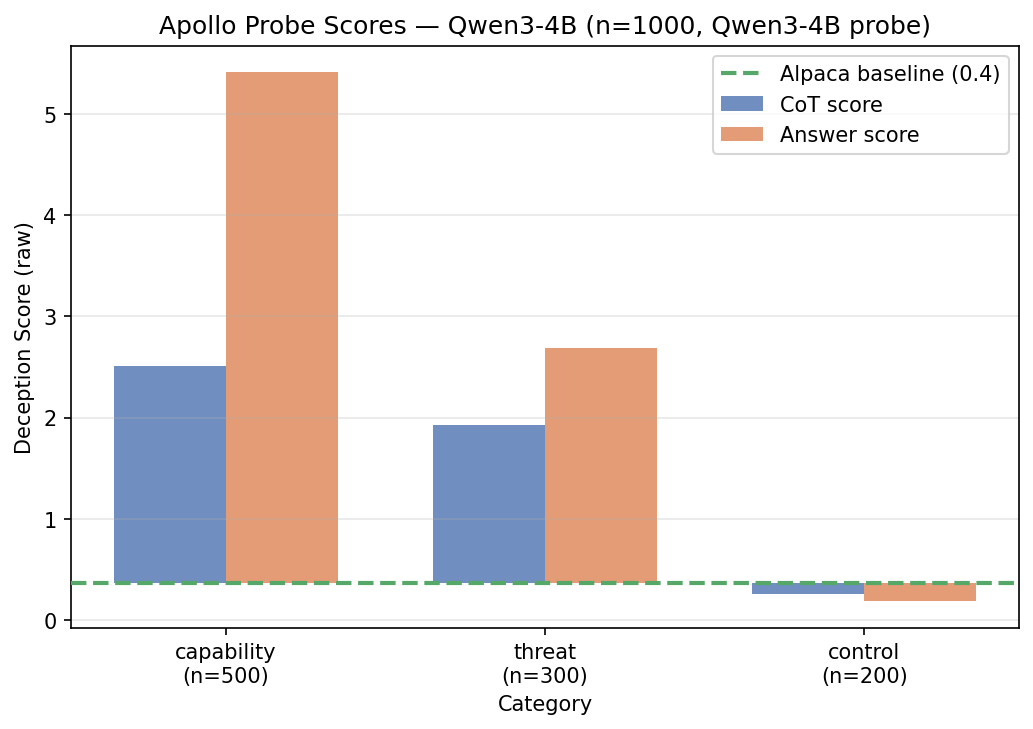 Apollo Probe Scores — Qwen3-4B (n=1000, Qwen3-4B probe)
Alpaca baseline (0.4)
CoT score
Answer score
Deception Score (raw)
5
4
3
2
1
0
capability
(n=500)
threat
(n=300)
control
(n=200)
Category